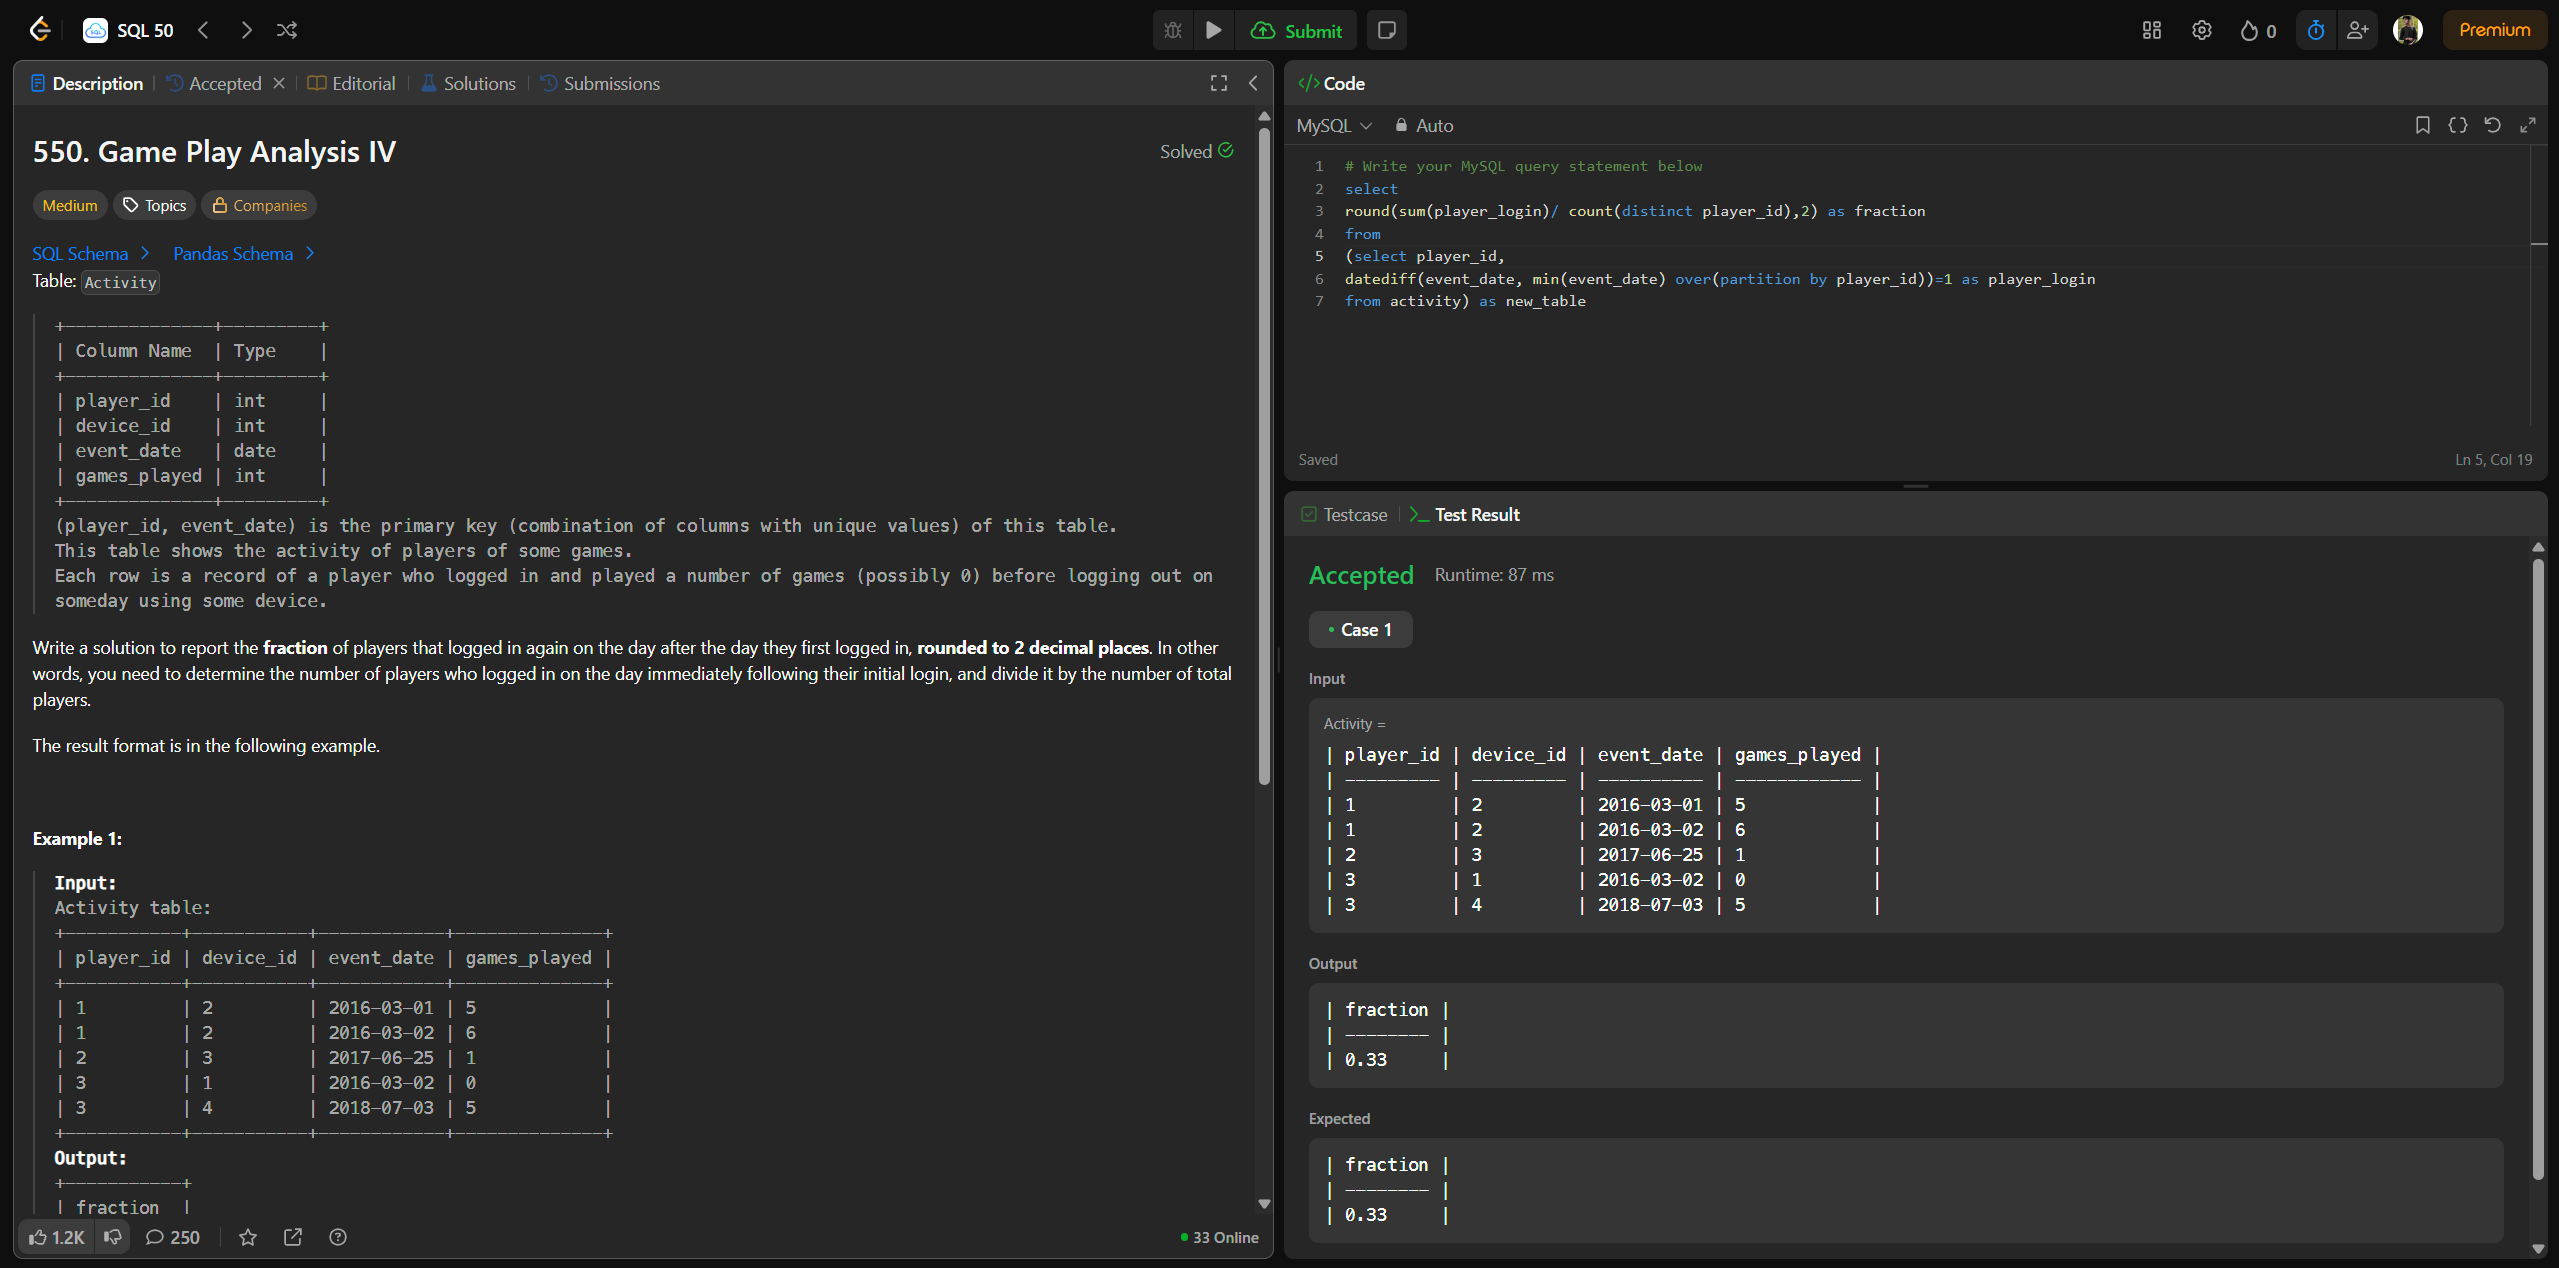 SQL 50
Submit
0
Premium
Description
Accepted
Editorial
Solutions
Submissions
550. Game Play Analysis IV
Solved
Medium
Topics
Companies
SQL Schema
Pandas Schema
Table: Activity
+--------------+---------+
| Column Name  | Type    |
+--------------+---------+
| player_id    | int     |
| device_id    | int     |
| event_date   | date    |
| games_played | int     |
+--------------+---------+
(player_id, event_date) is the primary key (combination of columns with unique values) of this table.
This table shows the activity of players of some games.
Each row is a record of a player who logged in and played a number of games (possibly 0) before logging out on
someday using some device.
Write a solution to report the fraction of players that logged in again on the day after the day they first logged in, rounded to 2 decimal places. In other
words, you need to determine the number of players who logged in on the day immediately following their initial login, and divide it by the number of total
players.
The result format is in the following example.
Example 1:
Input:
Activity table:
+-----------+-----------+------------+--------------+
| player_id | device_id | event_date | games_played |
+-----------+-----------+------------+--------------+
| 1         | 2         | 2016-03-01 | 5            |
| 1         | 2         | 2016-03-02 | 6            |
| 2         | 3         | 2017-06-25 | 1            |
| 3         | 1         | 2016-03-02 | 0            |
| 3         | 4         | 2018-07-03 | 5            |
+-----------+-----------+------------+--------------+
Output:
+-----------+
| fraction  |
1.2K
250
33 Online
</> Code
MySQL
Auto
1 # Write your MySQL query statement below
2 select
3 round(sum(player_login)/ count(distinct player_id),2) as fraction
4 from
5 (select player_id,
6 datediff(event_date, min(event_date) over(partition by player_id))=1 as player_login
7 from activity) as new_table
Saved
Ln 5, Col 19
Testcase
Test Result
Accepted
Runtime: 87 ms
Case 1
Input
Activity =
| player_id | device_id | event_date | games_played |
| --------- | --------- | ---------- | ------------ |
| 1         | 2         | 2016-03-01 | 5            |
| 1         | 2         | 2016-03-02 | 6            |
| 2         | 3         | 2017-06-25 | 1            |
| 3         | 1         | 2016-03-02 | 0            |
| 3         | 4         | 2018-07-03 | 5            |
Output
| fraction |
| -------- |
| 0.33     |
Expected
| fraction |
| -------- |
| 0.33     |